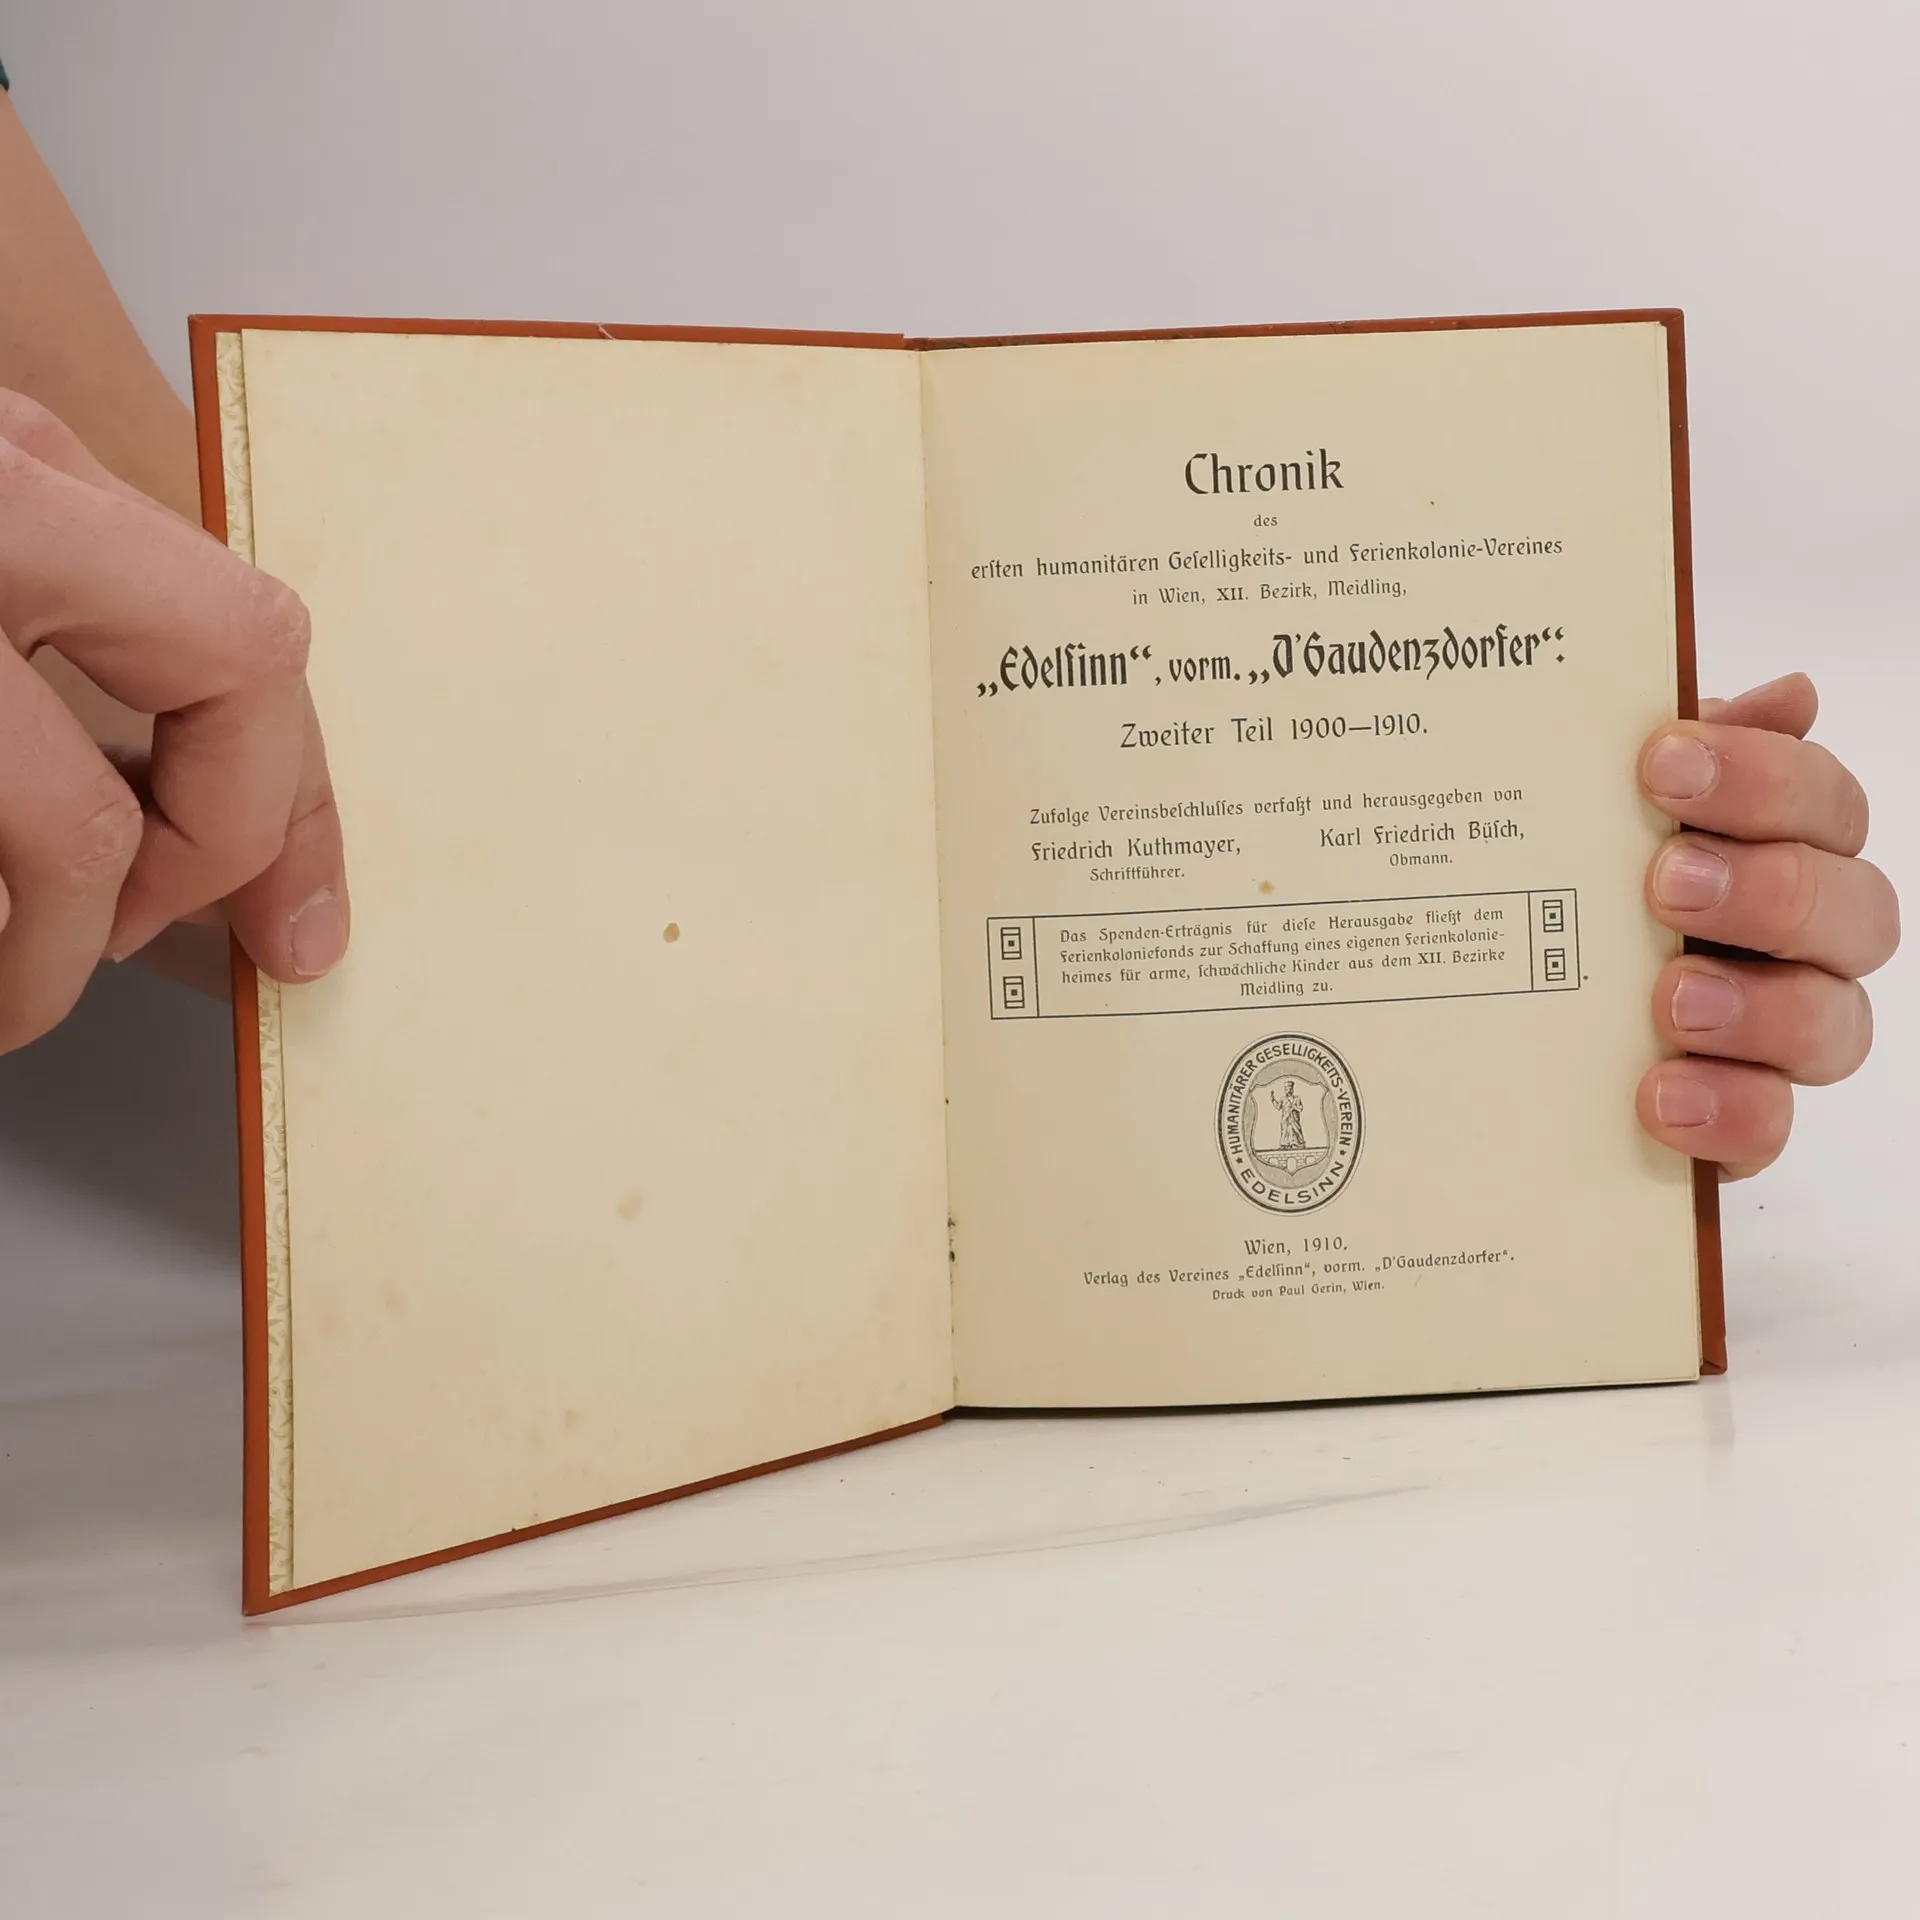 Chronik
des
erſten humanitären Geſelligkeits- und Ferienkolonie-Vereines
in Wien, XII. Bezirk, Meidling,
„Edelſinn“, vorm. „D'Gaudenzdorfer“.
Zweiter Teil 1900—1910.
Zufolge Vereinsbeſchluſſes verfaßt und herausgegeben von
Friedrich Kuthmayer, Karl Friedrich Büſch,
Schriftführer. Obmann.
Das Spenden-Erträgnis für dieſe Herausgabe fließt dem
Ferienkoloniefonds zur Schaffung eines eigenen Ferienkolonie-
heimes für arme, ſchwächliche Kinder aus dem XII. Bezirke
Meidling zu.
HUMANITÄRER GESELLIGKEITS-VEREIN
EDELSINN
Wien, 1910.
Verlag des Vereines „Edelſinn“, vorm. „D'Gaudenzdorfer“.
Druck von Paul Gerin, Wien.